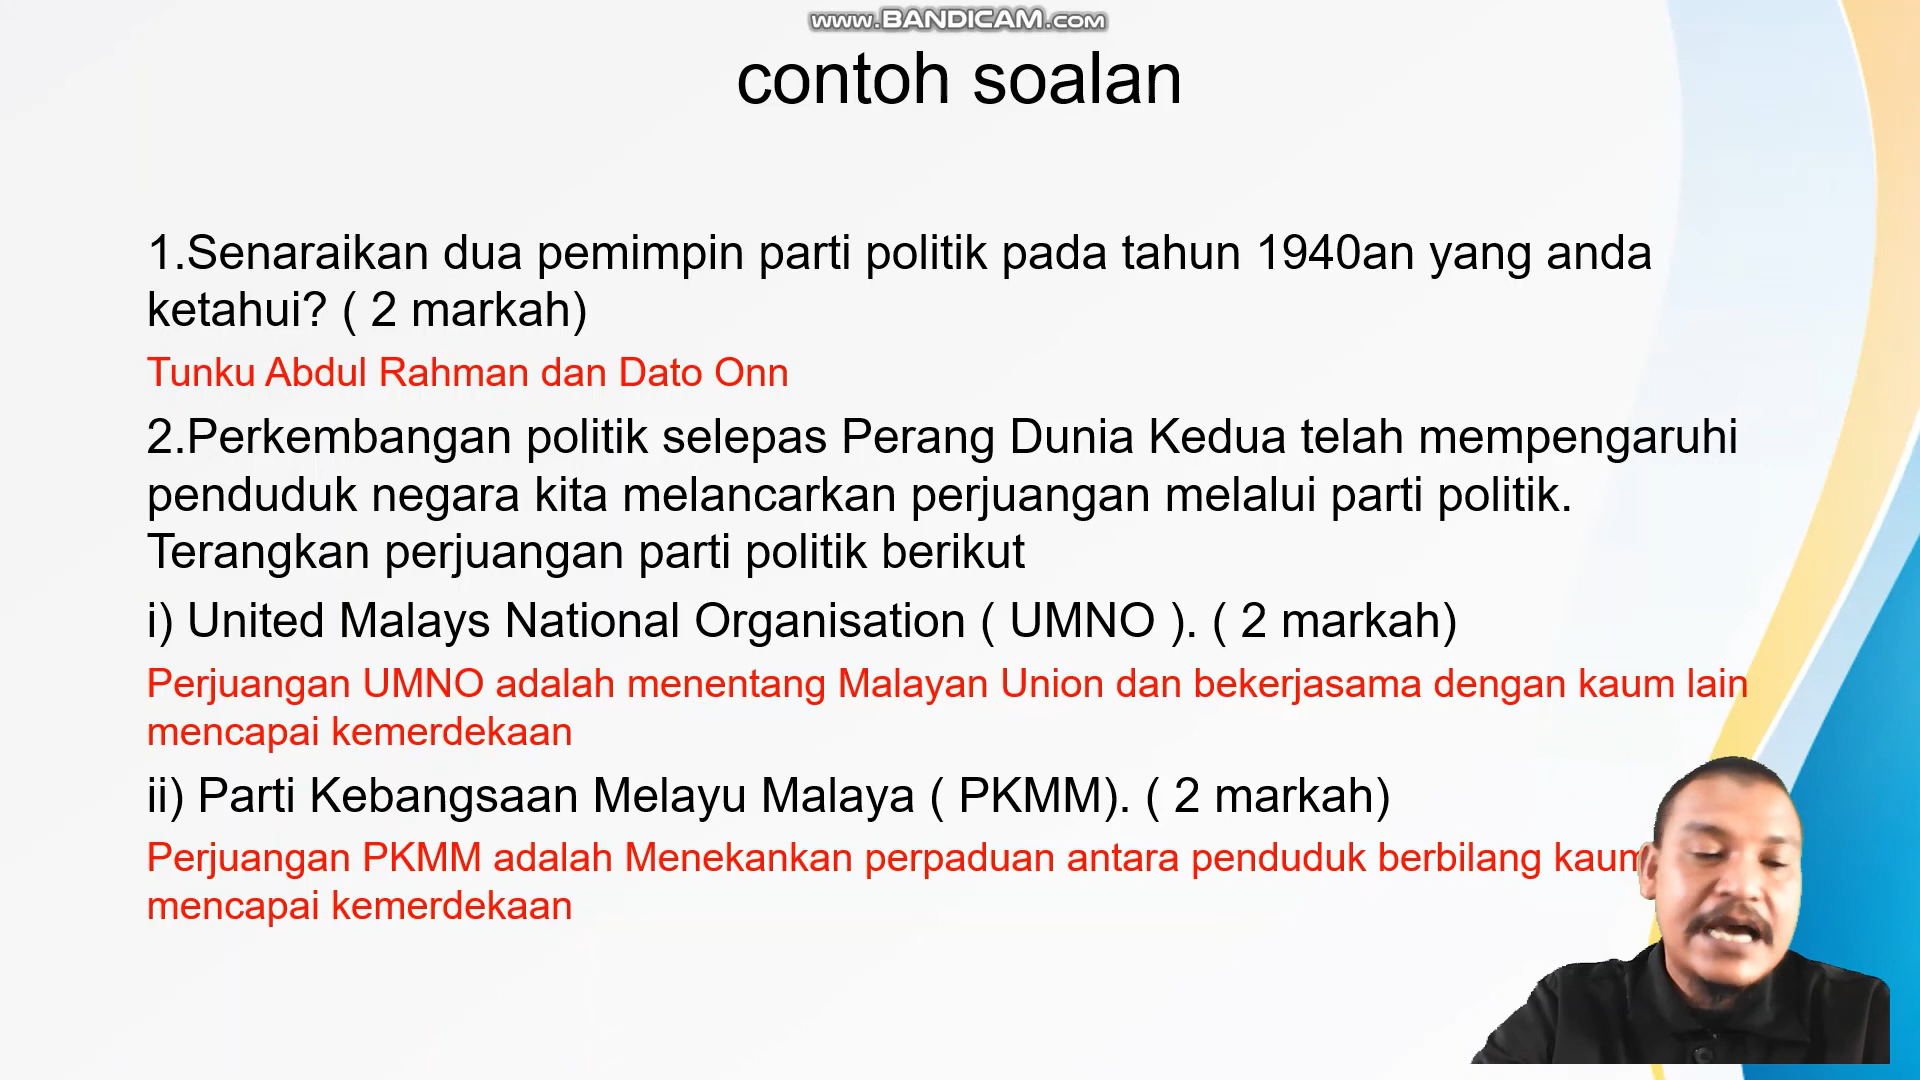 www.BANDICAM.com
contoh soalan
1.Senaraikan dua pemimpin parti politik pada tahun 1940an yang anda
ketahui? ( 2 markah)
Tunku Abdul Rahman dan Dato Onn
2.Perkembangan politik selepas Perang Dunia Kedua telah mempengaruhi
penduduk negara kita melancarkan perjuangan melalui parti politik.
Terangkan perjuangan parti politik berikut
i) United Malays National Organisation ( UMNO ). ( 2 markah)
Perjuangan UMNO adalah menentang Malayan Union dan bekerjasama dengan kaum lain
mencapai kemerdekaan
ii) Parti Kebangsaan Melayu Malaya ( PKMM). ( 2 markah)
Perjuangan PKMM adalah Menekankan perpaduan antara penduduk berbilang kaum
mencapai kemerdekaan